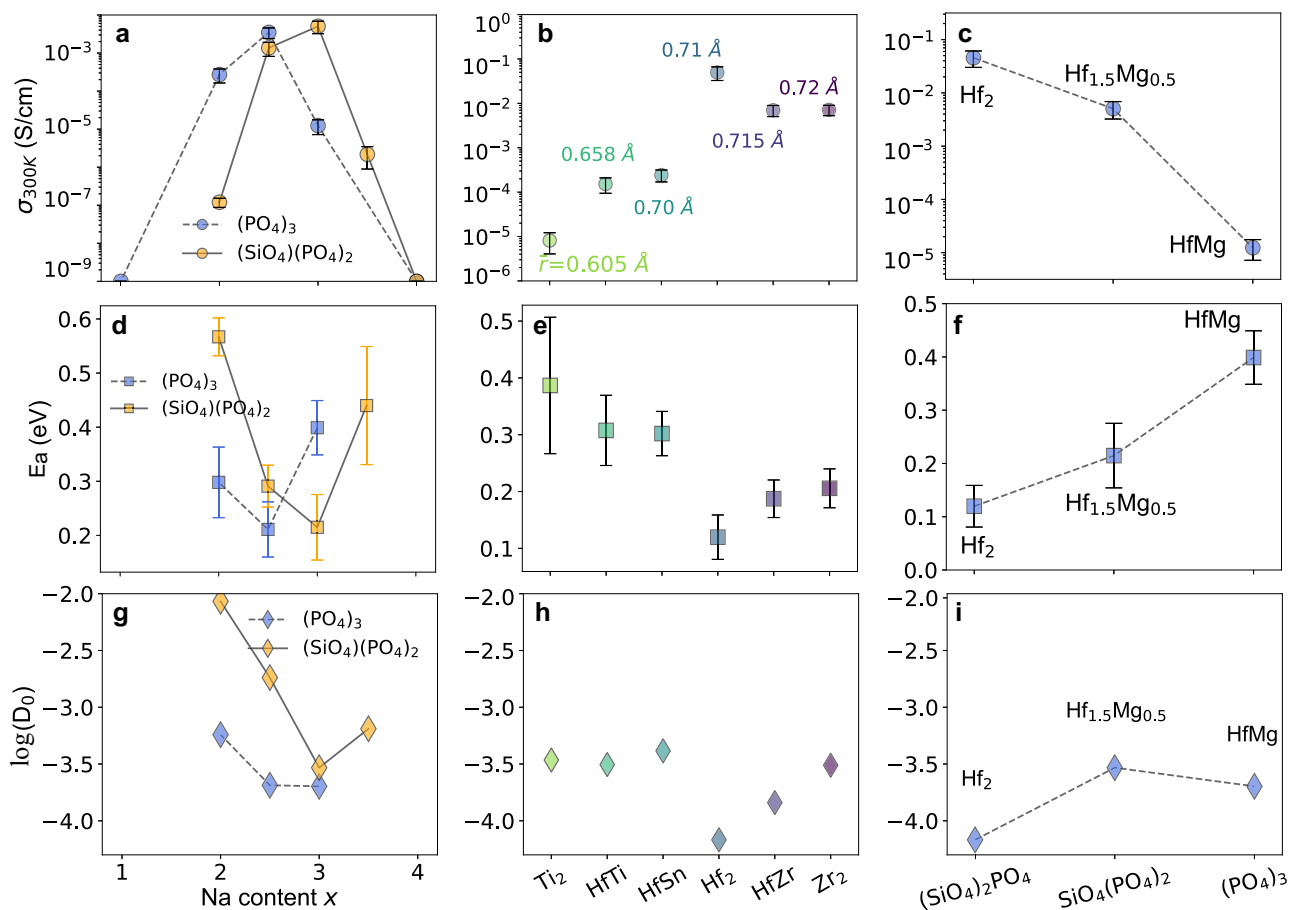 a
σ300K (S/cm)
10−3
10−5
10−7
10−9
(PO4)3
(SiO4)(PO4)2
b
100
10−1
10−2
10−3
10−4
10−5
10−6
0.71 Å
0.72 Å
0.658 Å
0.715 Å
0.70 Å
r̄=0.605 Å
c
10−1
10−2
10−3
10−4
10−5
Hf2
Hf1.5Mg0.5
HfMg
d
Ea (eV)
0.6
0.5
0.4
0.3
0.2
(PO4)3
(SiO4)(PO4)2
e
0.5
0.4
0.3
0.2
0.1
f
0.5
0.4
0.3
0.2
0.1
0.0
HfMg
Hf1.5Mg0.5
Hf2
g
log(D0)
−2.0
−2.5
−3.0
−3.5
−4.0
(PO4)3
(SiO4)(PO4)2
1 2 3 4
Na content x
h
−2.0
−2.5
−3.0
−3.5
−4.0
Ti2 HfTi HfSn Hf2 HfZr Zr2
i
−2.0
−2.5
−3.0
−3.5
−4.0
Hf1.5Mg0.5
HfMg
Hf2
(SiO4)2PO4 SiO4(PO4)2 (PO4)3